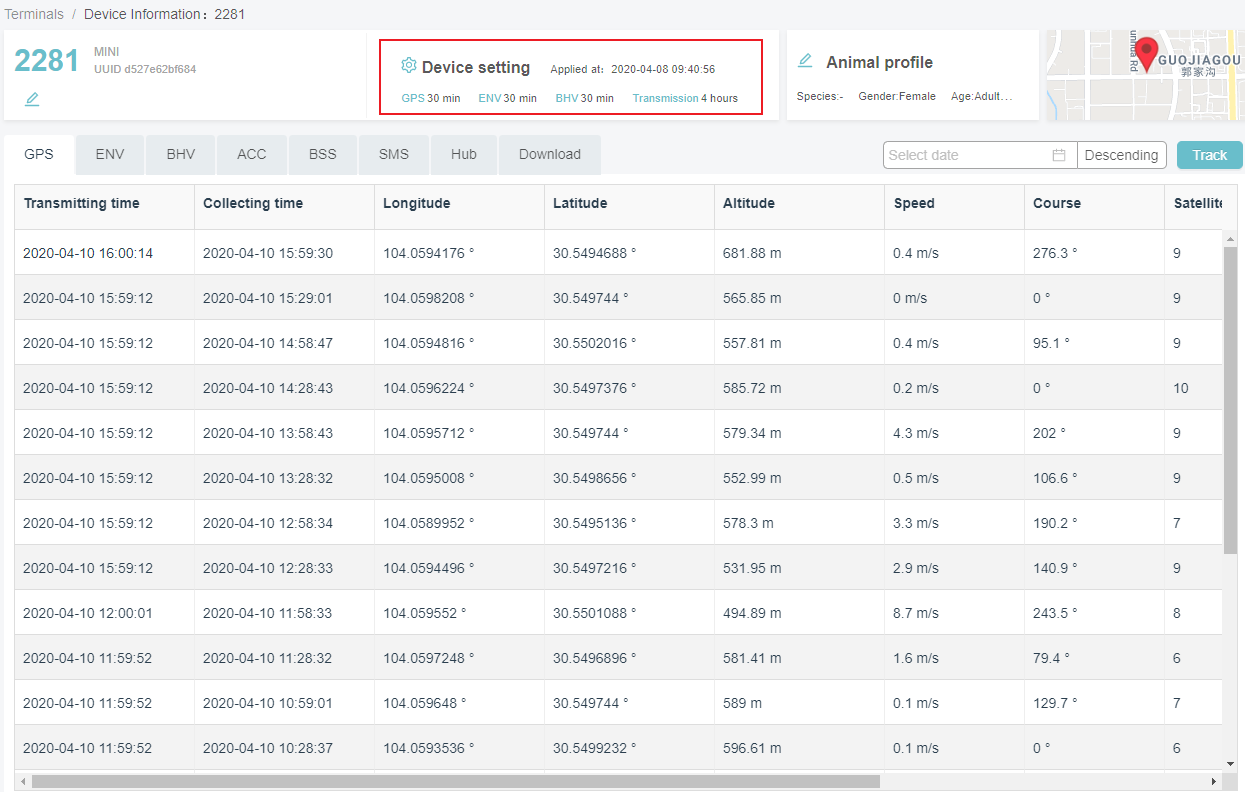 Terminals / Device Information：2281
2281
MINI
UUID d527e62bf684
Device setting Applied at: 2020-04-08 09:40:56
GPS 30 min ENV 30 min BHV 30 min Transmission 4 hours
Animal profile
Species:- Gender:Female Age:Adult...
Rd
GUOJIAGOU
郭家沟
GPS ENV BHV ACC BSS SMS Hub Download Select date Descending Track
Transmitting time Collecting time Longitude Latitude Altitude Speed Course Satellite
2020-04-10 16:00:14 2020-04-10 15:59:30 104.0594176 ° 30.5494688 ° 681.88 m 0.4 m/s 276.3 ° 9
2020-04-10 15:59:12 2020-04-10 15:29:01 104.0598208 ° 30.549744 ° 565.85 m 0 m/s 0 ° 9
2020-04-10 15:59:12 2020-04-10 14:58:47 104.0594816 ° 30.5502016 ° 557.81 m 0.4 m/s 95.1 ° 9
2020-04-10 15:59:12 2020-04-10 14:28:43 104.0596224 ° 30.5497376 ° 585.72 m 0.2 m/s 0 ° 10
2020-04-10 15:59:12 2020-04-10 13:58:43 104.0595712 ° 30.549744 ° 579.34 m 4.3 m/s 202 ° 9
2020-04-10 15:59:12 2020-04-10 13:28:32 104.0595008 ° 30.5498656 ° 552.99 m 0.5 m/s 106.6 ° 9
2020-04-10 15:59:12 2020-04-10 12:58:34 104.0589952 ° 30.5495136 ° 578.3 m 3.3 m/s 190.2 ° 7
2020-04-10 15:59:12 2020-04-10 12:28:33 104.0594496 ° 30.5497216 ° 531.95 m 2.9 m/s 140.9 ° 9
2020-04-10 12:00:01 2020-04-10 11:58:33 104.059552 ° 30.5501088 ° 494.89 m 8.7 m/s 243.5 ° 8
2020-04-10 11:59:52 2020-04-10 11:28:32 104.0597248 ° 30.5496896 ° 581.41 m 1.6 m/s 79.4 ° 6
2020-04-10 11:59:52 2020-04-10 10:59:01 104.059648 ° 30.549744 ° 589 m 0.1 m/s 129.7 ° 7
2020-04-10 11:59:52 2020-04-10 10:28:37 104.0593536 ° 30.5499232 ° 596.61 m 0.1 m/s 0 ° 6